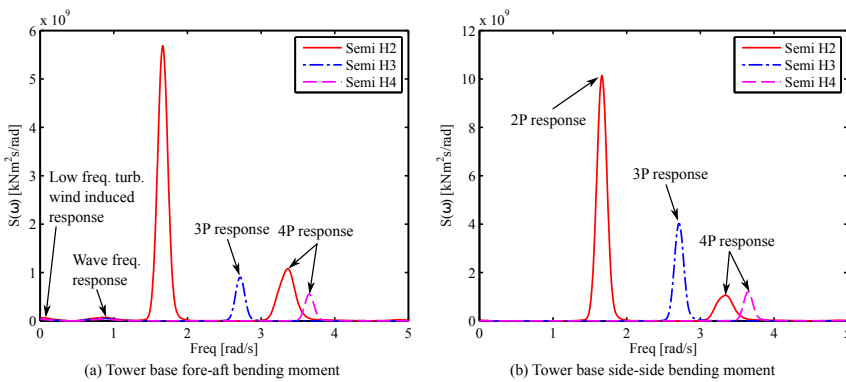 x 10^9
6
5
4
3
2
1
0
S(ω) [kNm²s/rad]
Semi H2
Semi H3
Semi H4
Low freq. turb.
wind induced
response
Wave freq.
response
3P response
4P response
0
1
2
3
4
5
Freq [rad/s]
(a) Tower base fore-aft bending moment
x 10^9
12
10
8
6
4
2
0
S(ω) [kNm²s/rad]
Semi H2
Semi H3
Semi H4
2P response
3P response
4P response
0
1
2
3
4
5
Freq [rad/s]
(b) Tower base side-side bending moment